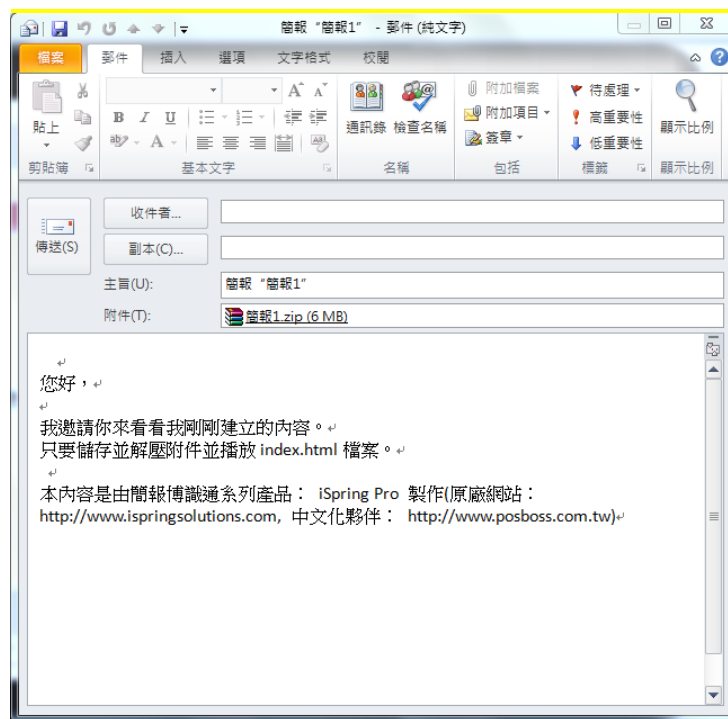 簡報 “簡報1” - 郵件 (純文字)
檔案 郵件 插入 選項 文字格式 校閱
貼上
B I U
A A
ab A
Aa
通訊錄 檢查名稱
附加檔案
附加項目
簽章
待處理
高重要性
低重要性
顯示比例
剪貼簿 基本文字 名稱 包括 標籤 顯示比例
傳送(S)
收件者...
副本(C)...
主旨(U): 簡報 “簡報1”
附件(T): 簡報1.zip (6 MB)
您好，
我邀請你來看看我剛剛建立的內容。
只要儲存並解壓附件並播放 index.html 檔案。
本內容是由簡報博識通系列產品： iSpring Pro 製作(原廠網站：
http://www.ispringsolutions.com, 中文化夥伴： http://www.posboss.com.tw)